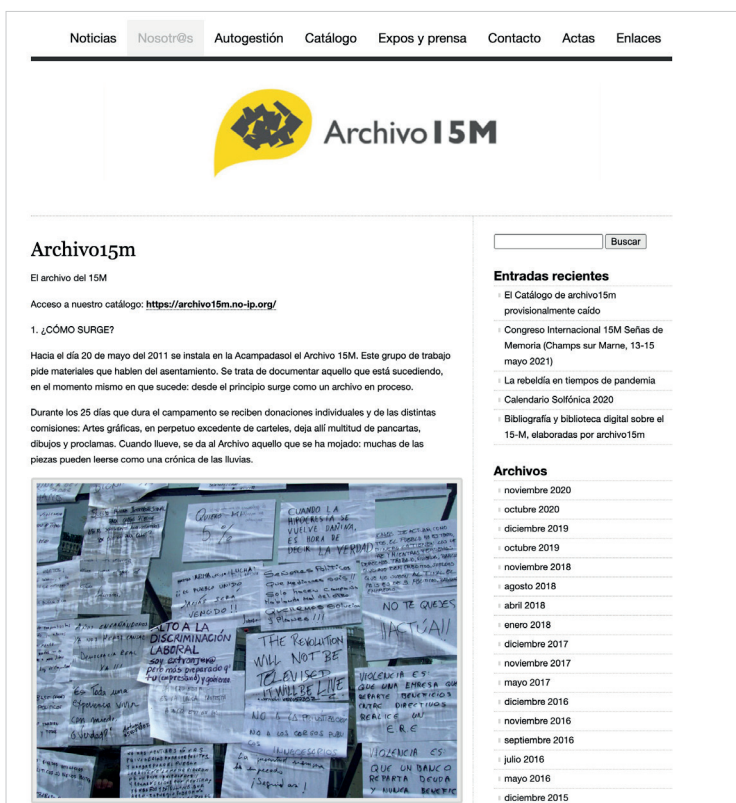 Noticias Nosotr@s Autogestión Catálogo Expos y prensa Contacto Actas Enlaces
Archivo 15M
Archivo15m
El archivo del 15M
Acceso a nuestro catálogo: https://archivo15m.no-ip.org/
1. ¿CÓMO SURGE?
Hacia el día 20 de mayo del 2011 se instala en la Acampadasol el Archivo 15M. Este grupo de trabajo
pide materiales que hablen del asentamiento. Se trata de documentar aquello que está sucediendo,
en el momento mismo en que sucede: desde el principio surge como un archivo en proceso.
Durante los 25 días que dura el campamento se reciben donaciones individuales y de las distintas
comisiones: Artes gráficas, en perpetuo excedente de carteles, deja allí multitud de pancartas,
dibujos y proclamas. Cuando llueve, se da al Archivo aquello que se ha mojado: muchas de las
piezas pueden leerse como una crónica de las lluvias.
CUANDO LA
HIPOCRESÍA SE
VUELVE DAÑINA,
ES HORA DE
DECIR LA VERDAD
NO TE QUEJES
¡¡ACTÚA!!
ALTO A LA
DISCRIMINACIÓN
LABORAL
soy extranjer@
pero más preparado q'
THE REVOLUTION
WILL NOT BE
TELEVISED
IT WILL BE LIVE
VIOLENCIA ES:
QUE UNA EMPRESA QUE
REPARTE BENEFICIOS
ENTRE DIRECTIVOS
REALICE UN
E.R.E
VIOLENCIA ES:
QUE UN BANCO
REPARTA DEUDA
Y NUNCA
Buscar
Entradas recientes
El Catálogo de archivo15m
provisionalmente caído
Congreso Internacional 15M Señas de
Memoria (Champs sur Marne, 13-15
mayo 2021)
La rebeldía en tiempos de pandemia
Calendario Solfónica 2020
Bibliografía y biblioteca digital sobre el
15-M, elaboradas por archivo15m
Archivos
noviembre 2020
octubre 2020
diciembre 2019
octubre 2019
noviembre 2018
agosto 2018
abril 2018
enero 2018
diciembre 2017
noviembre 2017
mayo 2017
diciembre 2016
noviembre 2016
septiembre 2016
julio 2016
mayo 2016
diciembre 2015